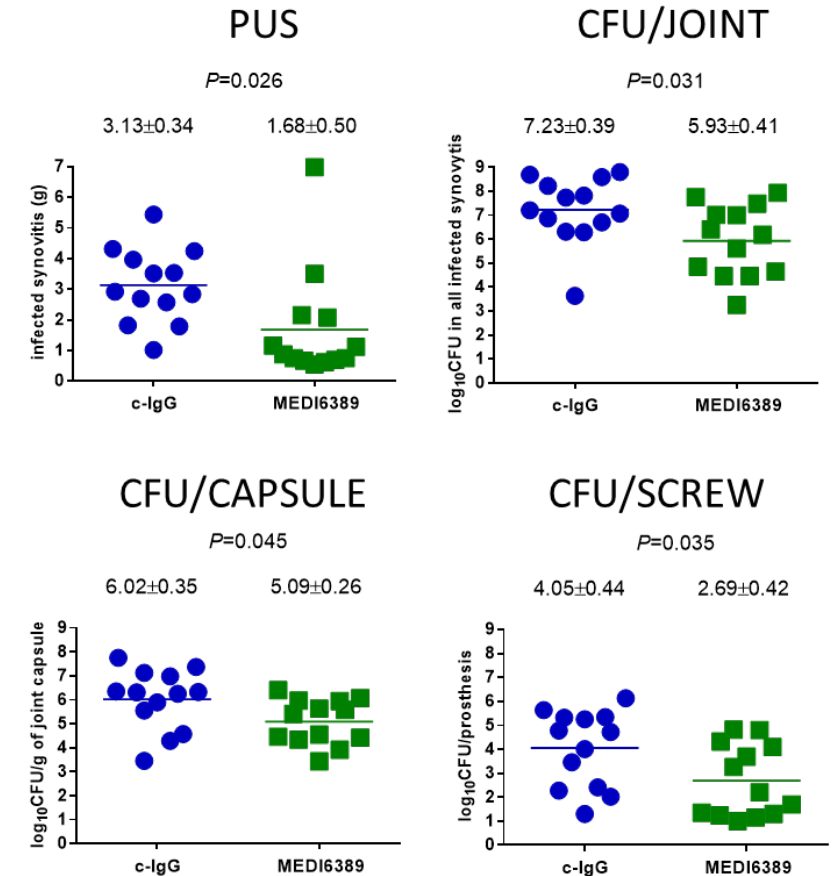 PUS
P=0.026
3.13±0.34 1.68±0.50
infected synovitis (g)
7
6
5
4
3
2
1
0
c-IgG MEDI6389
CFU/JOINT
P=0.031
7.23±0.39 5.93±0.41
log10CFU in all infected synovytis
9
8
7
6
5
4
3
2
1
0
c-IgG MEDI6389
CFU/CAPSULE
P=0.045
6.02±0.35 5.09±0.26
log10CFU/g of joint capsule
9
8
7
6
5
4
3
2
1
0
c-IgG MEDI6389
CFU/SCREW
P=0.035
4.05±0.44 2.69±0.42
log10CFU/prosthesis
9
8
7
6
5
4
3
2
1
0
c-IgG MEDI6389